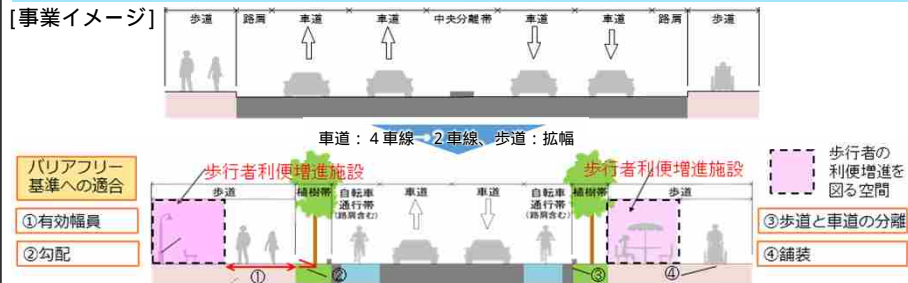 [事業イメージ]
歩道 路肩 車道 車道 中央分離帯 車道 車道 路肩 歩道
車道：４車線→２車線、歩道：拡幅
バリアフリー
基準への適合
①有効幅員
②勾配
歩行者利便増進施設
歩行者利便増進施設
歩道 植樹帯 自転車
通行帯
(路肩含む) 車道 車道 自転車
通行帯
(路肩含む) 植樹帯 歩道
① ② ③ ④
歩行者の
利便増進を
図る空間
③歩道と車道の分離
④舗装